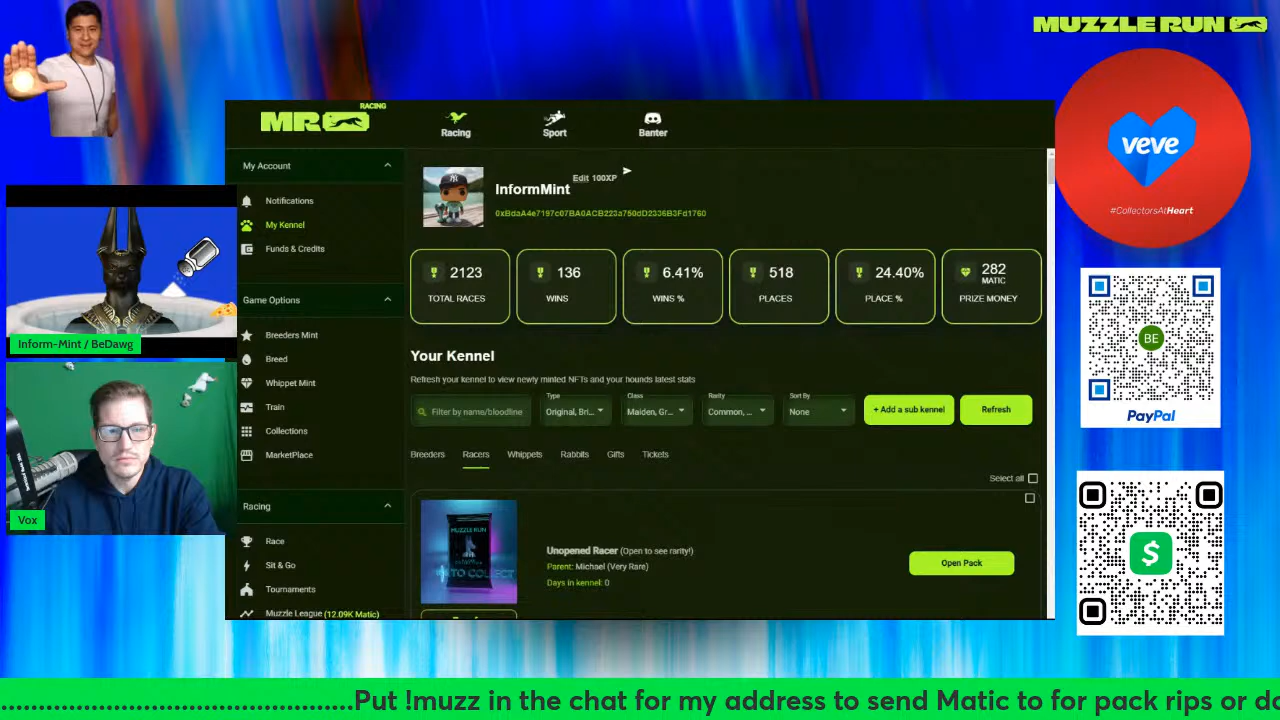 MUZZLE RUN
veve
#CollectorsAtHeart
BE
PayPal
Inform-Mint / BeDawg
Vox
MR RACING
Racing
Sport
Banter
My Account
Notifications
My Kennel
Funds & Credits
Game Options
Breeders Mint
Breed
Whippet Mint
Train
Collections
MarketPlace
Racing
Race
Sit & Go
Tournaments
Muzzle League (12.09K Matic)
InformMint
Edit 100XP
0xBdaA4e7197c07BA0ACB223a750dD2336B3Fd1760
2123
TOTAL RACES
136
WINS
6.41%
WINS %
518
PLACES
24.40%
PLACE %
282
MATIC
PRIZE MONEY
Your Kennel
Refresh your kennel to view newly minted NFTs and your hounds latest stats
Filter by name/bloodline
Type
Original, Bri...
Class
Maiden, Gr...
Rarity
Common, ...
Sort By
None
+ Add a sub kennel
Refresh
Breeders Racers Whippets Rabbits Gifts Tickets
Select all
MUZZLE RUN
TO COLLECT
Unopened Racer (Open to see rarity!)
Parent: Michael (Very Rare)
Days in kennel: 0
Open Pack
$
...........................................Put !muzz in the chat for my address to send Matic to for pack rips or do